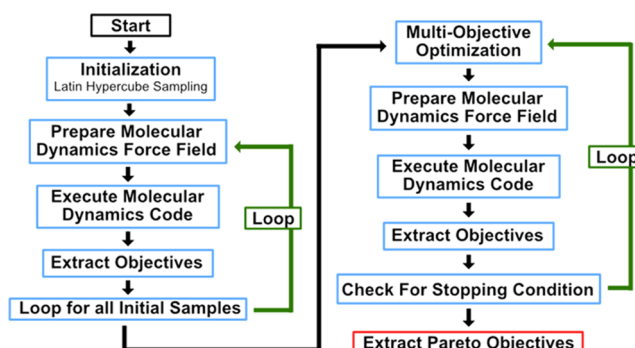 Start
Initialization
Latin Hypercube Sampling
Prepare Molecular
Dynamics Force Field
Execute Molecular
Dynamics Code
Loop
Extract Objectives
Loop for all Initial Samples
Multi-Objective
Optimization
Prepare Molecular
Dynamics Force Field
Loop
Execute Molecular
Dynamics Code
Extract Objectives
Check For Stopping Condition
Extract Pareto Objectives